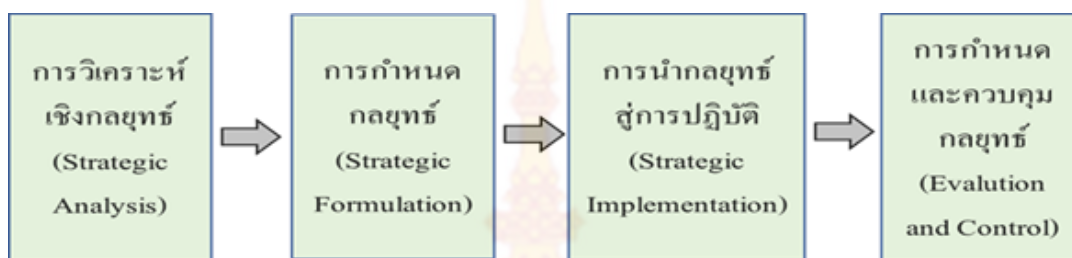 การวิเคราะห์
เชิงกลยุทธ์
(Strategic
Analysis)
การกำหนด
กลยุทธ์
(Strategic
Formulation)
การนำกลยุทธ์
สู่การปฏิบัติ
(Strategic
Implementation)
การกำหนด
และควบคุม
กลยุทธ์
(Evalution
and Control)